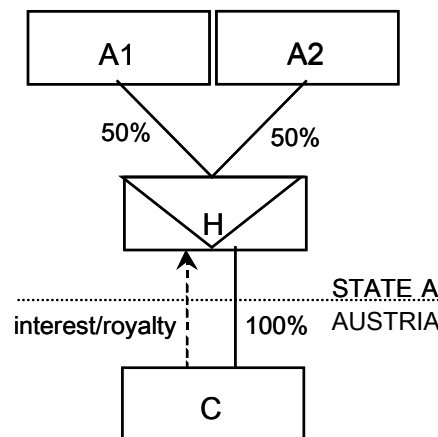 A1 A2
50% 50%
H
STATE A
interest/royalty 100% AUSTRIA
C